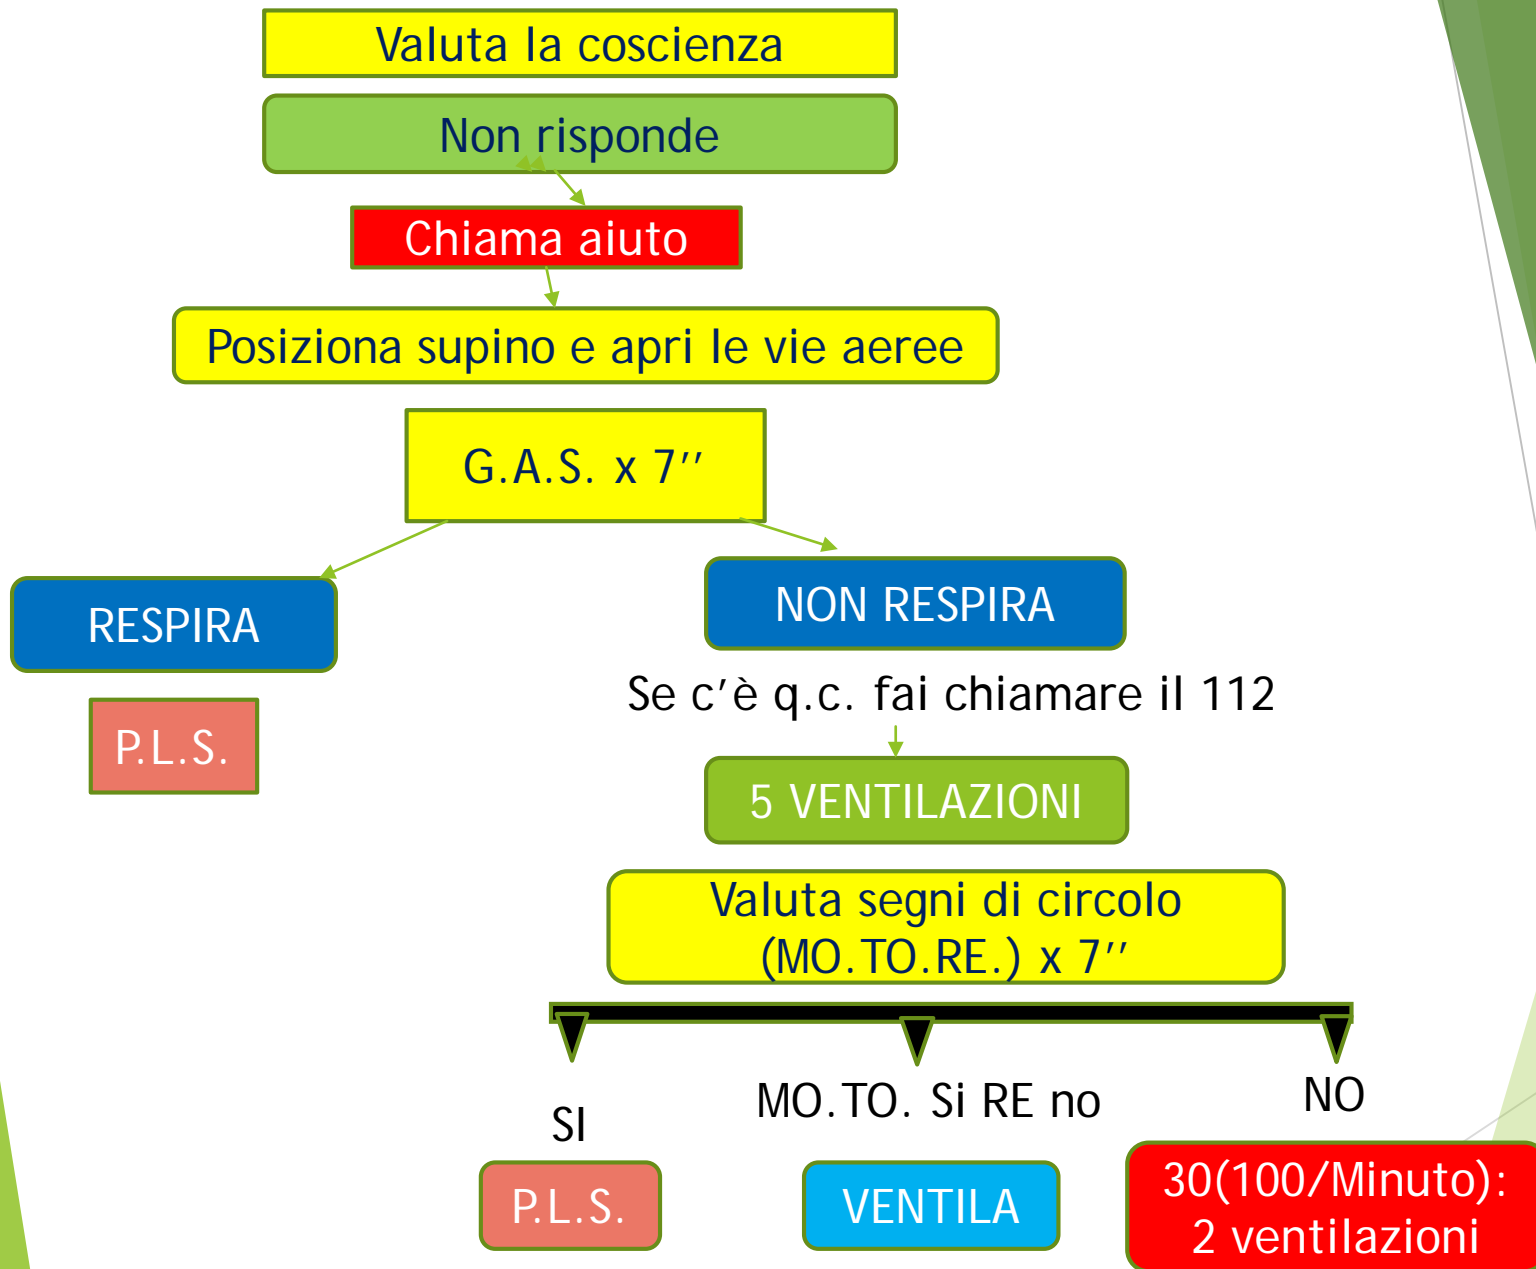 Valuta la coscienza
Non risponde
Chiama aiuto
Posiziona supino e apri le vie aeree
G.A.S. x 7’’
RESPIRA
NON RESPIRA
Se c’è q.c. fai chiamare il 112
P.L.S.
5 VENTILAZIONI
Valuta segni di circolo
(MO.TO.RE.) x 7’’
SI
MO.TO. Si RE no
NO
P.L.S.
VENTILA
30(100/Minuto):
2 ventilazioni